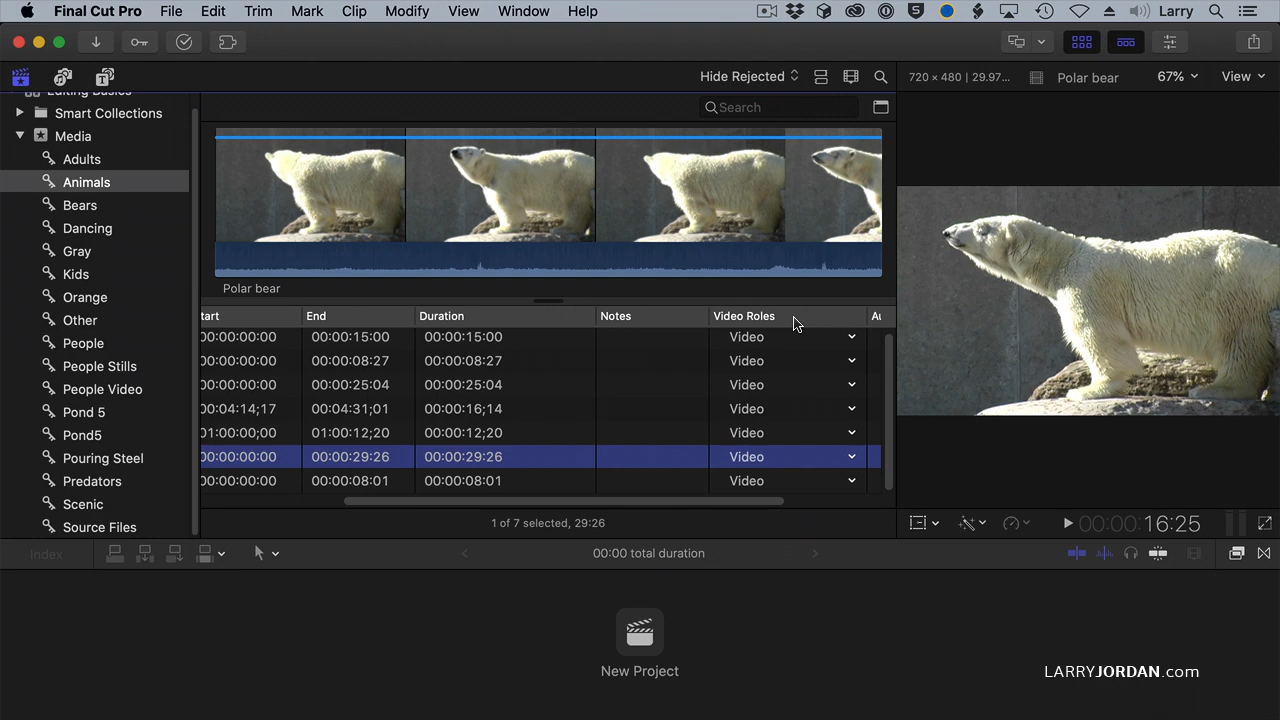 Final Cut Pro File Edit Trim Mark Clip Modify View Window Help Larry
Hide Rejected
720 × 480 | 29.97... Polar bear 67% View
Editing Basics
Smart Collections
Media
Adults
Animals
Bears
Dancing
Gray
Kids
Orange
Other
People
People Stills
People Video
Pond 5
Pond5
Pouring Steel
Predators
Scenic
Source Files
Search
Polar bear
tart End Duration Notes Video Roles Au
00:00:00:00 00:00:15:00 00:00:15:00 Video
00:00:00:00 00:00:08:27 00:00:08:27 Video
00:00:00:00 00:00:25:04 00:00:25:04 Video
00:04:14;17 00:04:31;01 00:00:16;14 Video
01:00:00;00 01:00:12;20 00:00:12;20 Video
00:00:00:00 00:00:29:26 00:00:29:26 Video
00:00:00:00 00:00:08:01 00:00:08:01 Video
1 of 7 selected, 29:26
00:00:16:25
Index
00:00 total duration
New Project
LARRYJORDAN.com